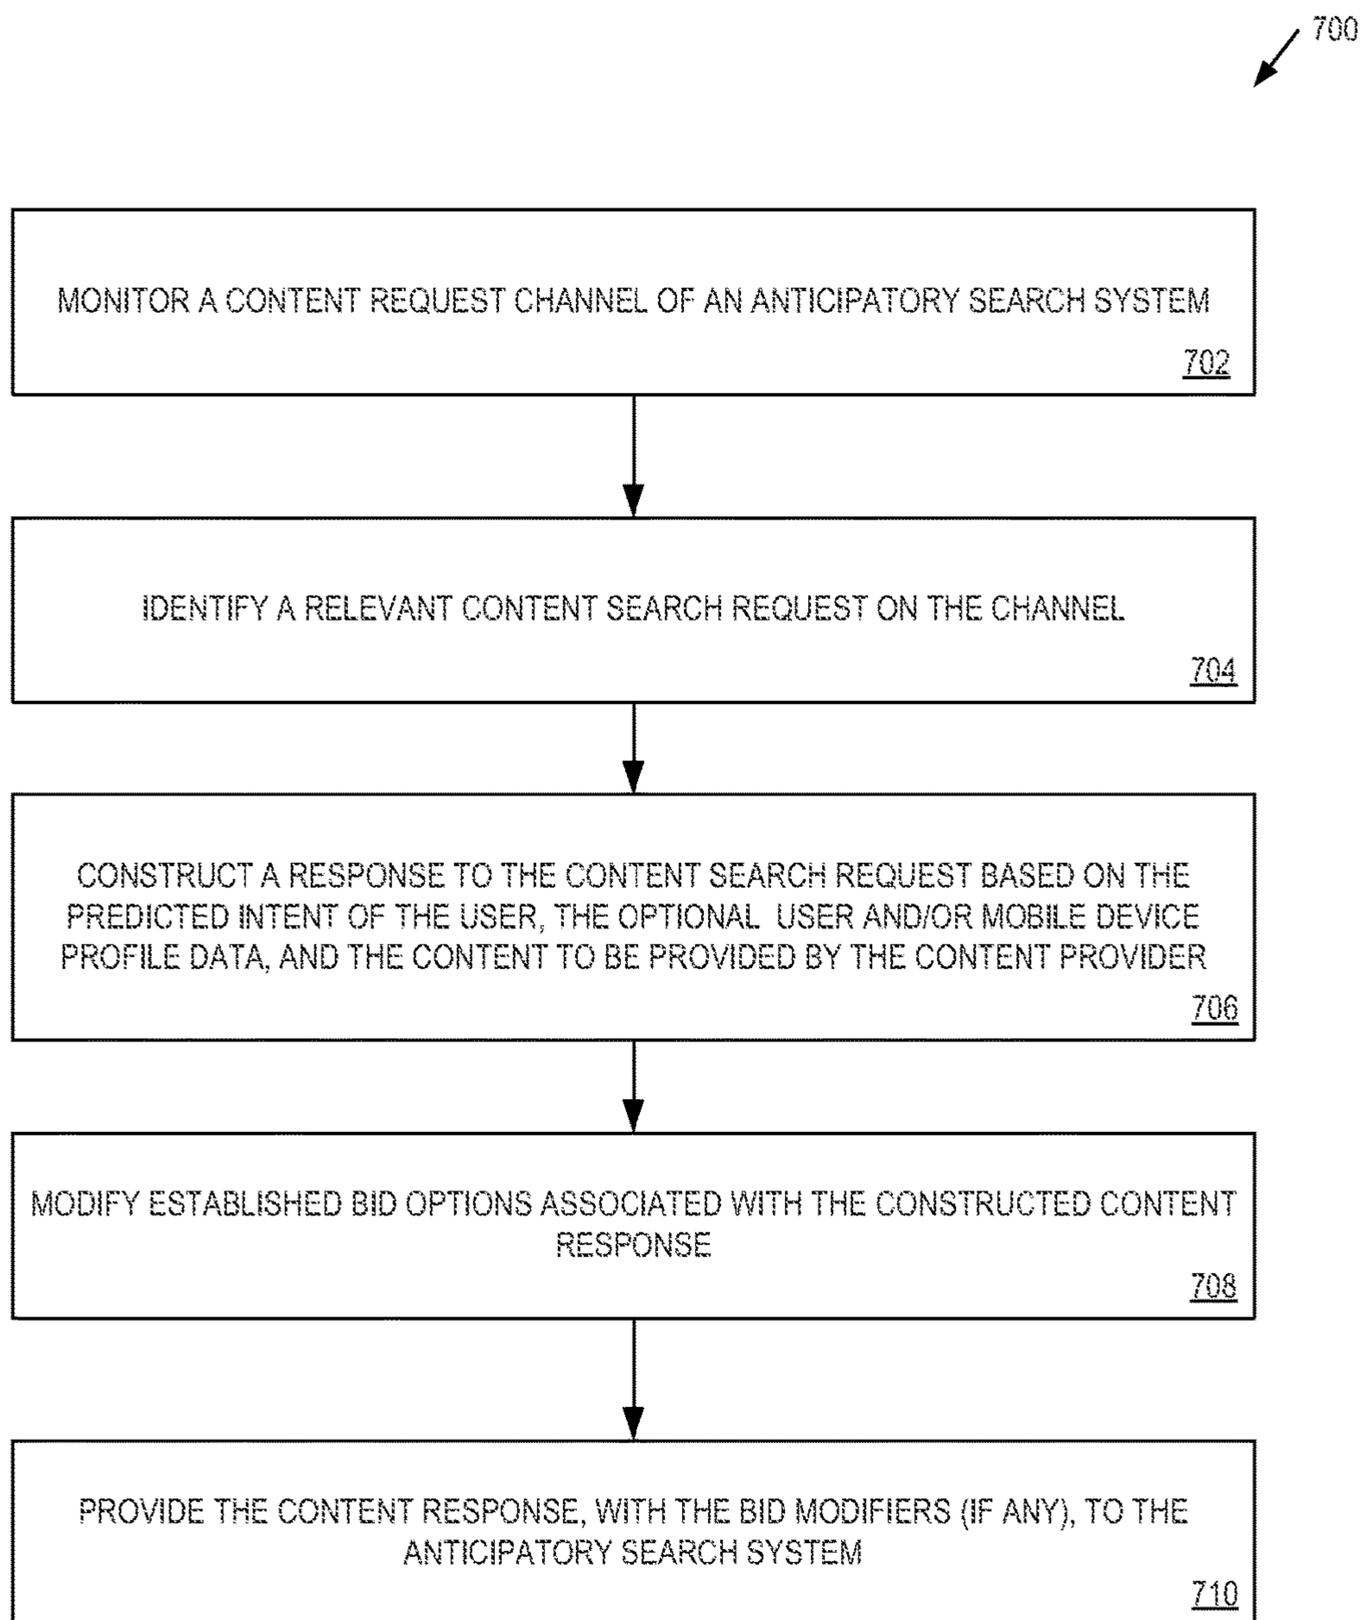 700
MONITOR A CONTENT REQUEST CHANNEL OF AN ANTICIPATORY SEARCH SYSTEM
702
IDENTIFY A RELEVANT CONTENT SEARCH REQUEST ON THE CHANNEL
704
CONSTRUCT A RESPONSE TO THE CONTENT SEARCH REQUEST BASED ON THE
PREDICTED INTENT OF THE USER, THE OPTIONAL USER AND/OR MOBILE DEVICE
PROFILE DATA, AND THE CONTENT TO BE PROVIDED BY THE CONTENT PROVIDER
706
MODIFY ESTABLISHED BID OPTIONS ASSOCIATED WITH THE CONSTRUCTED CONTENT
RESPONSE
708
PROVIDE THE CONTENT RESPONSE, WITH THE BID MODIFIERS (IF ANY), TO THE
ANTICIPATORY SEARCH SYSTEM
710